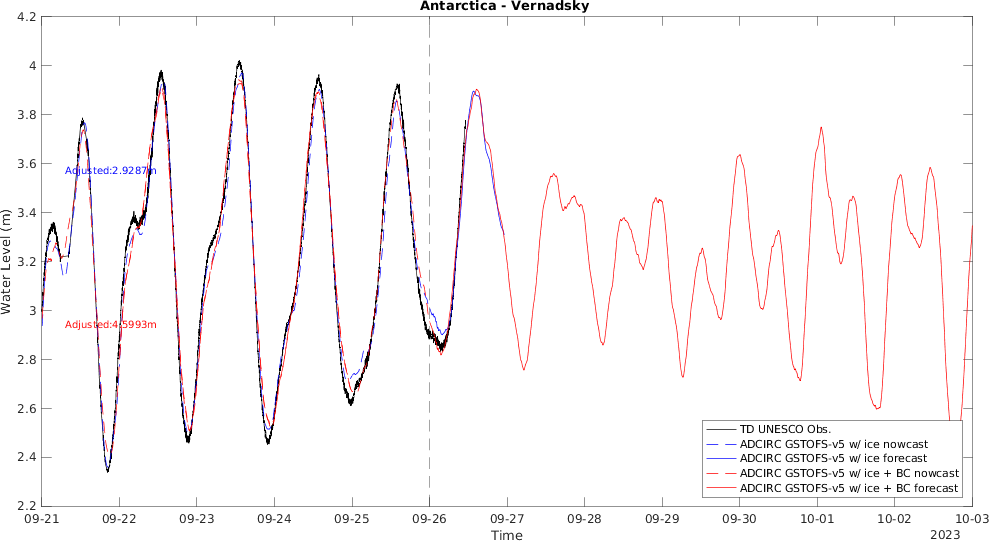 Antarctica - Vernadsky
4.2
4
3.8
3.6
3.4
3.2
3
2.8
2.6
2.4
2.2
Water Level (m)
Adjusted:2.9287m
Adjusted:4.5993m
TD UNESCO Obs.
ADCIRC GSTOFS-v5 w/ ice nowcast
ADCIRC GSTOFS-v5 w/ ice forecast
ADCIRC GSTOFS-v5 w/ ice + BC nowcast
ADCIRC GSTOFS-v5 w/ ice + BC forecast
09-21 09-22 09-23 09-24 09-25 09-26 09-27 09-28 09-29 09-30 10-01 10-02 10-03
Time 2023